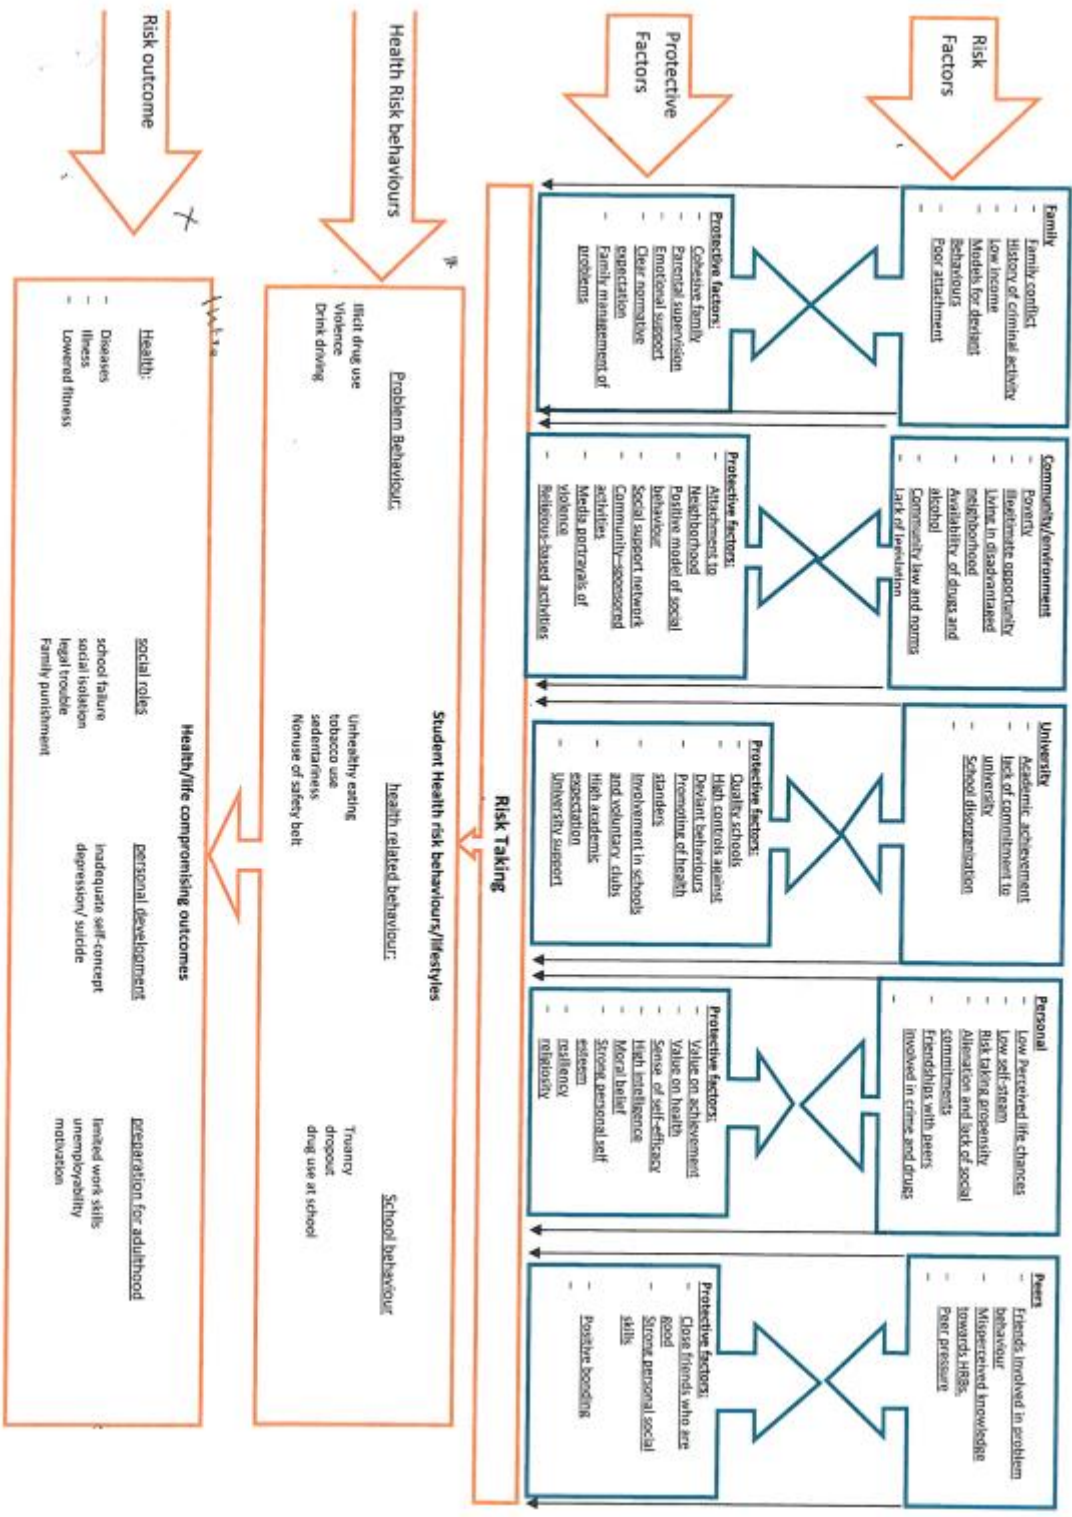 Risk
Factors
Family
- Family conflict
- History of criminal activity
- Low income
- Models for deviant
Behaviours
- Poor attachment
Community/environment
- Poverty
- Illegitimate opportunity
- Living in disadvantaged
neighborhood
- Availability of drugs and
alcohol
- Community law and norms
- Lack of legislation
University
- Academic achievement
- lack of commitment to
university
- School disorganization
Personal
- Low Perceived life chances
- Low self-steam
- Risk taking propensity
- Alienation and lack of social
commitments
- Friendships with peers
involved in crime and drugs
Peers
- Friends involved in problem
behaviour
- Misperceived knowledge
towards HRBs.
- Peer pressure
Protective
Factors
Protective factors:
- Cohesive family
- Parental supervision
- Emotional support
- Clear normative
expectation
- Family management of
problems
Protective factors:
- Attachment to
Neighborhood
- Positive model of social
behaviour
- Social support network
- Community-sponsored
activities
- Media portrayals of
violence
- Religious-based activities
Protective factors:
- Quality schools
- High controls against
Deviant behaviours
- Promoting of health
standers
- Involvement in schools
and voluntary clubs
- High academic
expectation
- University support
Protective factors:
- Value on achievement
- Value on health
- Sense of self-efficacy
- High intelligence
- Moral belief
- Strong personal self
esteem
- resiliency
- religiosity
Protective factors:
- Close friends who are
good
- Strong personal social
skills
- Positive bonding
Risk Taking
Health Risk behaviours
Student Health risk behaviours/lifestyles
Problem Behaviour:
Illicit drug use
Violence
Drink driving
health related behaviour:
Unhealthy eating
tobacco use
sedentariness
Nonuse of safety belt
School behaviour
Truancy
dropout
drug use at school
Risk outcome
Health/life compromising outcomes
Health:
- Diseases
- Illness
- Lowered fitness
social roles
school failure
social isolation
legal trouble
Family punishment
personal development
inadequate self-concept
depression/ suicide
preparation for adulthood
limited work skills
unemployability
motivation